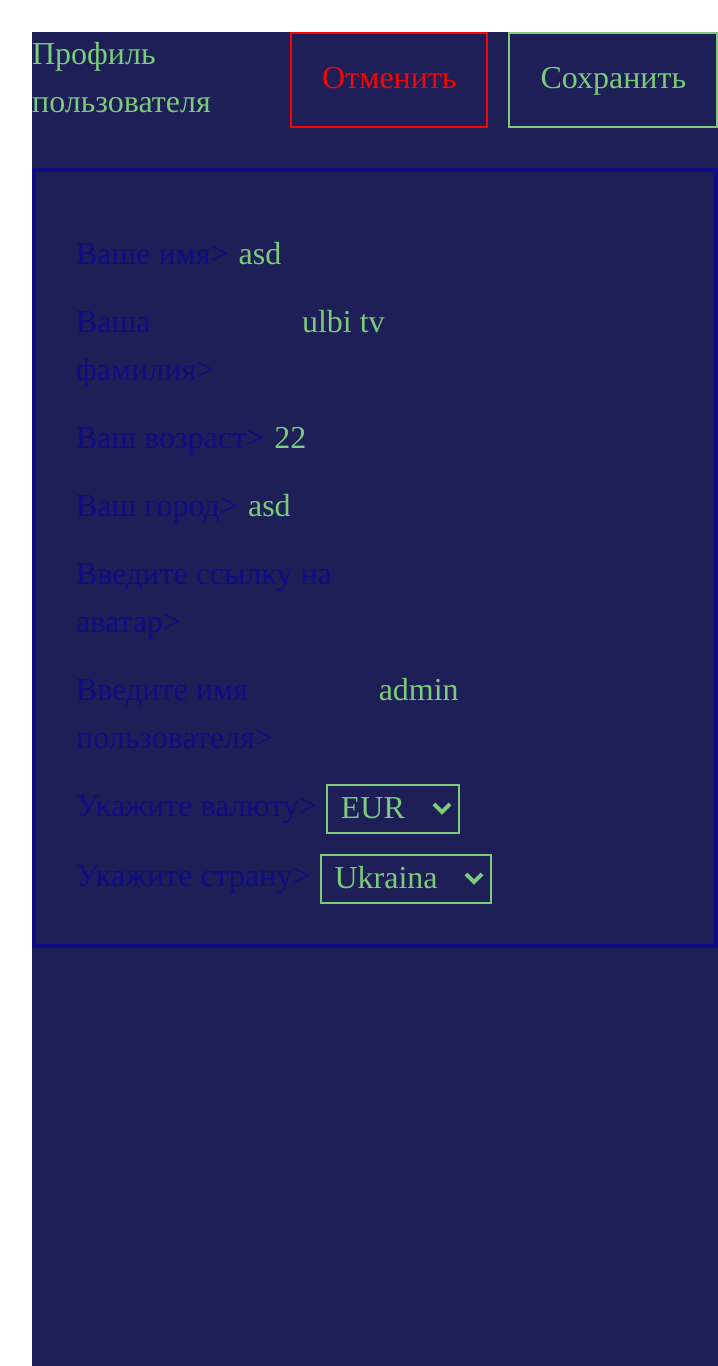 Профиль
пользователя
Отменить
Сохранить
Ваше имя> asd
Ваша ulbi tv
фамилия>
Ваш возраст> 22
Ваш город> asd
Введите ссылку на
аватар>
Введите имя admin
пользователя>
Укажите валюту> EUR
Укажите страну> Ukraina